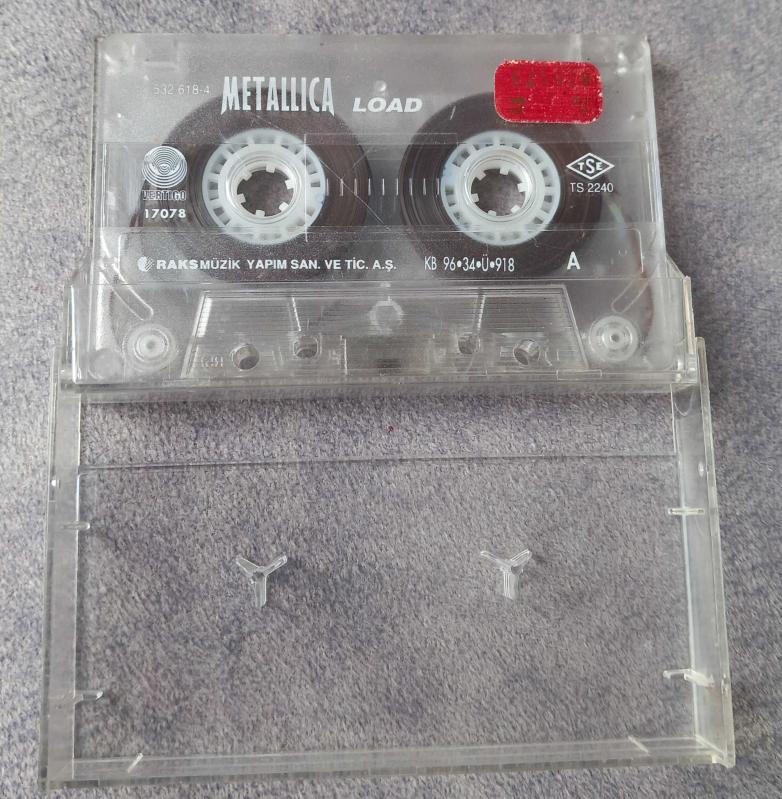 532 618-4
METALLICA LOAD
VERTIGO
17078
TSE
TS 2240
RAKS MÜZİK YAPIM SAN. VE TİC. A.Ş.
KB 96•34•Ü•918
A